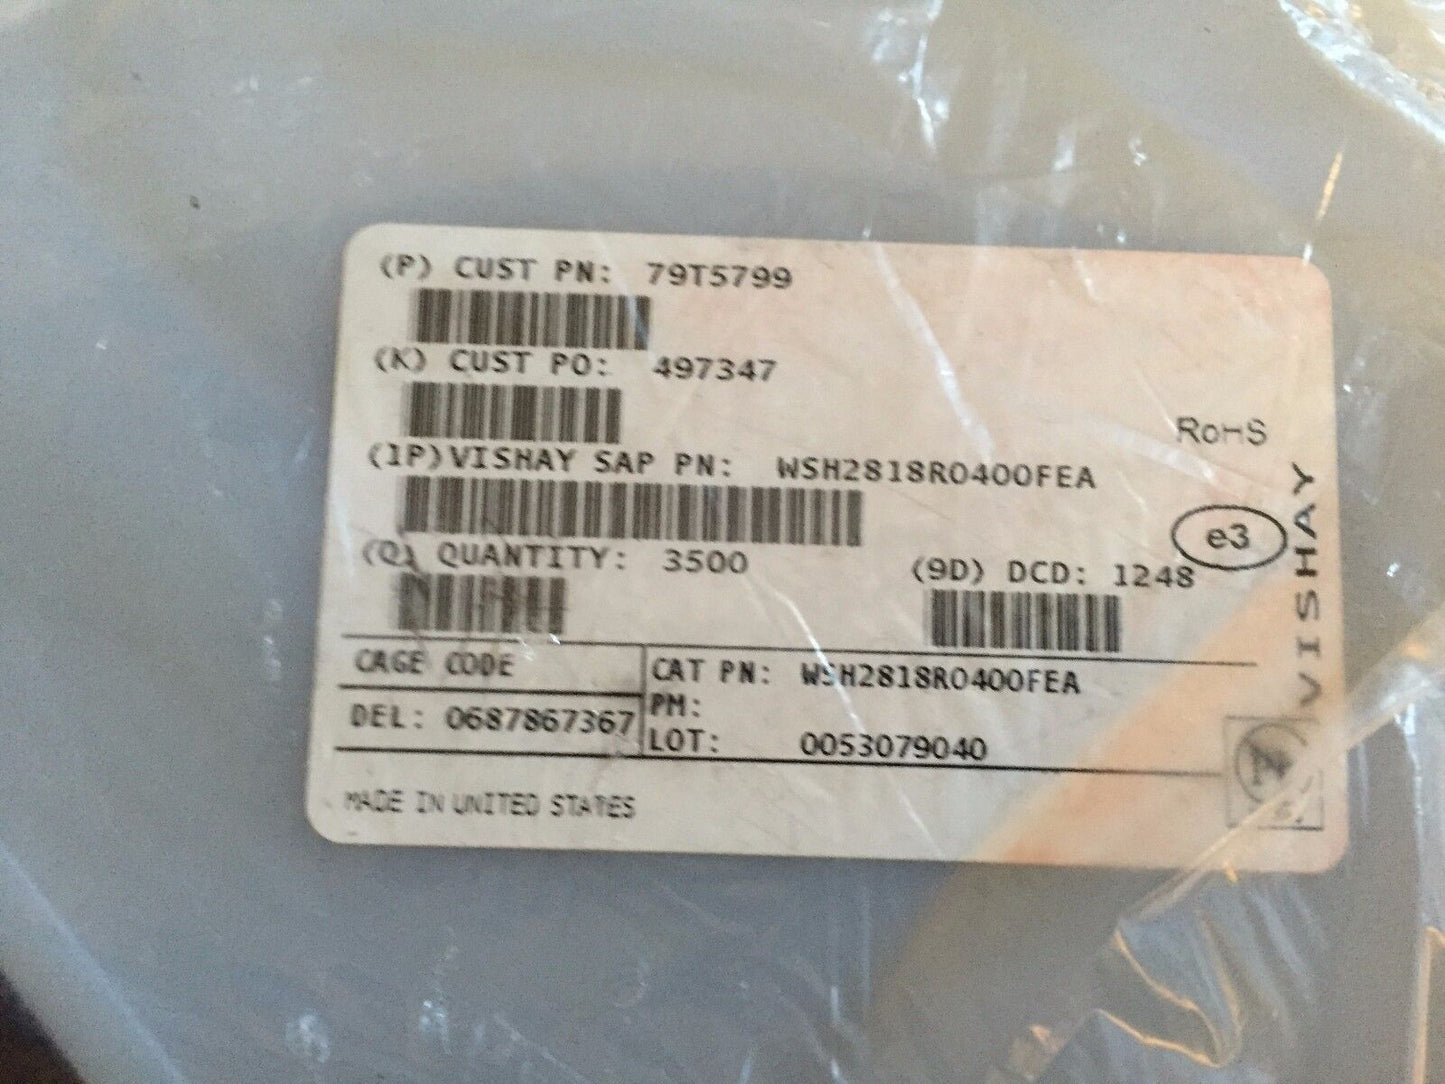 (P) CUST PN: 79T5799
(K) CUST PO: 497347
(1P) VISHAY SAP PN: WSH2818R0400FEA
(Q) QUANTITY: 3500
(9D) DCD: 1248
RoHS
e3
VISHAY
CAGE CODE
DEL: 0687867367
CAT PN: WSH2818R0400FEA
PM:
LOT: 0053079040
MADE IN UNITED STATES